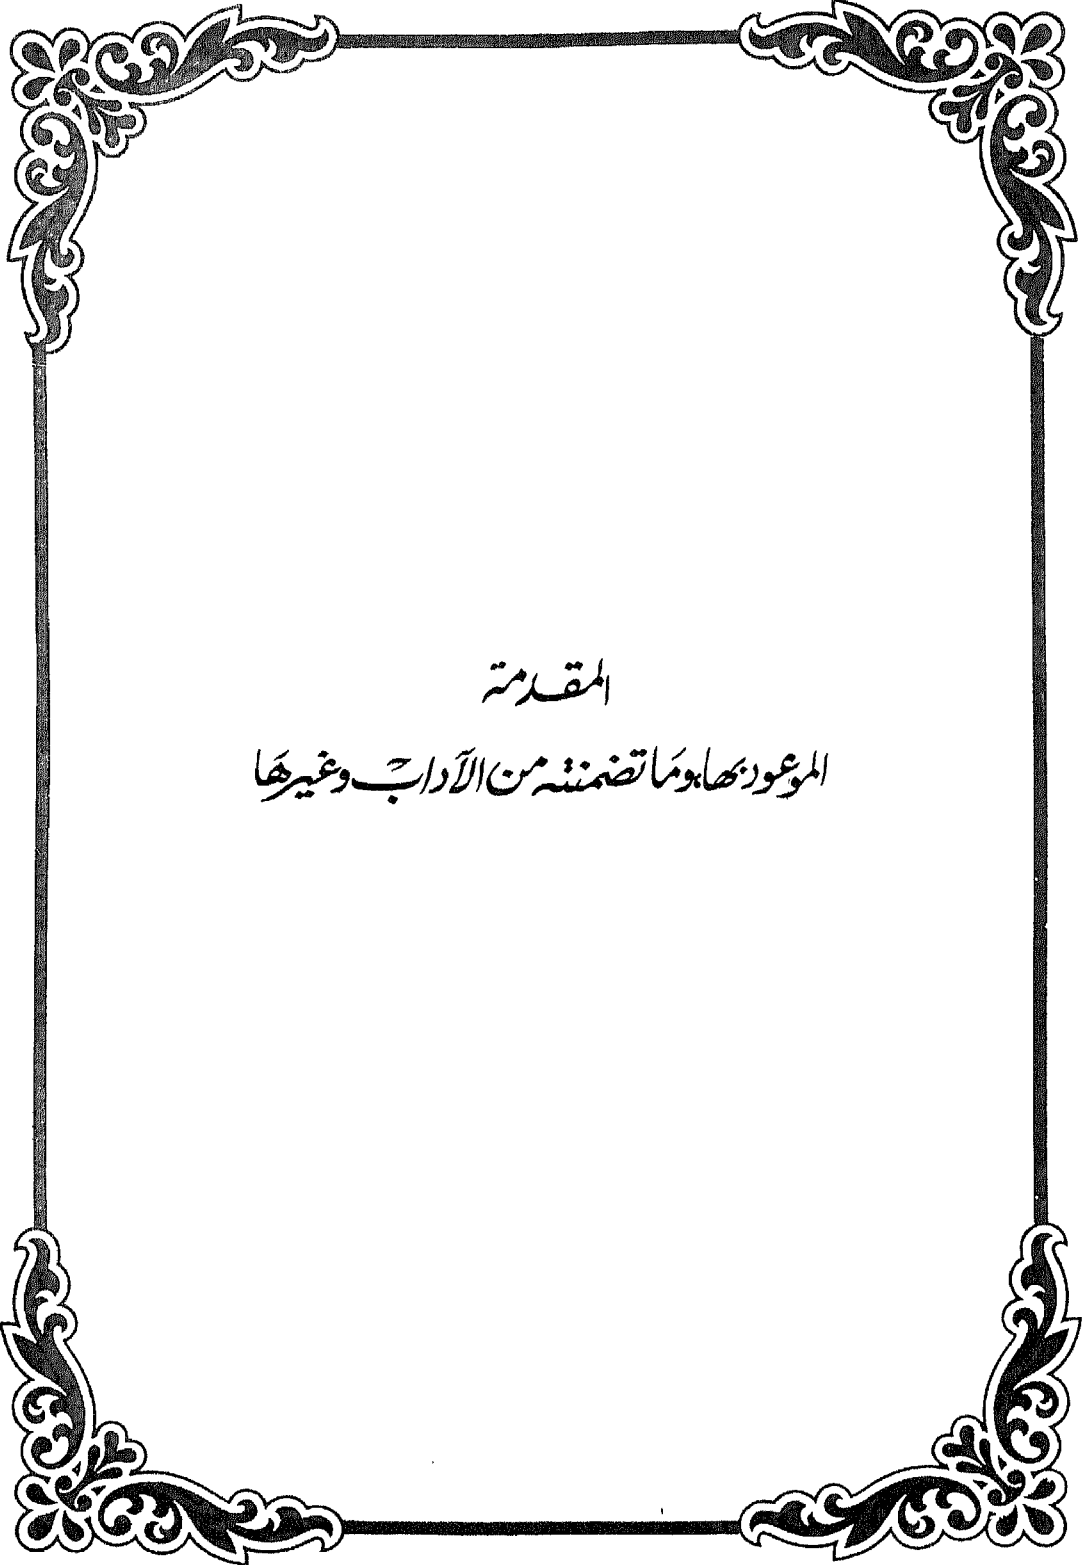 المقدمة
الموعود بها، وما تضمنته من الآداب وغيرها